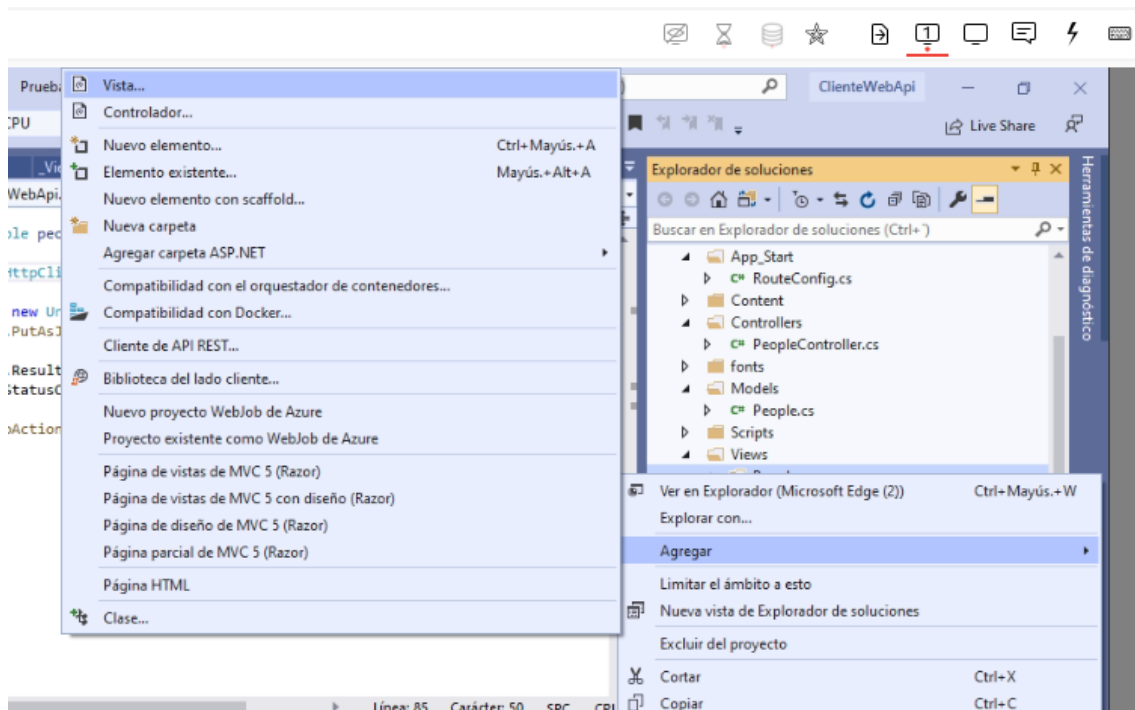 1
Prueb
Vista...
Controlador...
Nuevo elemento... Ctrl+Mayús.+A
Elemento existente... Mayús.+Alt+A
Nuevo elemento con scaffold...
Nueva carpeta
Agregar carpeta ASP.NET
Compatibilidad con el orquestador de contenedores...
Compatibilidad con Docker...
Cliente de API REST...
Biblioteca del lado cliente...
Nuevo proyecto WebJob de Azure
Proyecto existente como WebJob de Azure
Página de vistas de MVC 5 (Razor)
Página de vistas de MVC 5 con diseño (Razor)
Página de diseño de MVC 5 (Razor)
Página parcial de MVC 5 (Razor)
Página HTML
Clase...
CPU
_Vi
WebApi.
ple peo
HttpCli
new Ur
.PutAsJ
.Result
StatusC
oAction
ClienteWebApi
Live Share
Explorador de soluciones
Buscar en Explorador de soluciones (Ctrl+´)
App_Start
C# RouteConfig.cs
Content
Controllers
C# PeopleController.cs
fonts
Models
C# People.cs
Scripts
Views
Herramientas de diagnóstico
Ver en Explorador (Microsoft Edge (2)) Ctrl+Mayús.+W
Explorar con...
Agregar
Limitar el ámbito a esto
Nueva vista de Explorador de soluciones
Excluir del proyecto
Cortar Ctrl+X
Copiar Ctrl+C
Línea: 85 Carácter: 50 SPC CRL